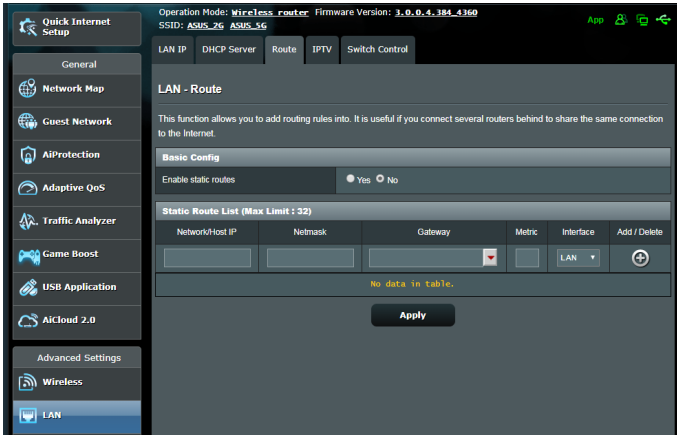 Quick Internet
Setup
General
Network Map
Guest Network
AiProtection
Adaptive QoS
Traffic Analyzer
Game Boost
USB Application
AiCloud 2.0
Advanced Settings
Wireless
LAN
Operation Mode: Wireless router Firmware Version: 3.0.0.4.384_4360
SSID: ASUS_2G ASUS_5G
App
LAN IP DHCP Server Route IPTV Switch Control
LAN - Route
This function allows you to add routing rules into. It is useful if you connect several routers behind to share the same connection
to the Internet.
Basic Config
Enable static routes Yes No
Static Route List (Max Limit : 32)
Network/Host IP Netmask Gateway Metric Interface Add / Delete
LAN
No data in table.
Apply